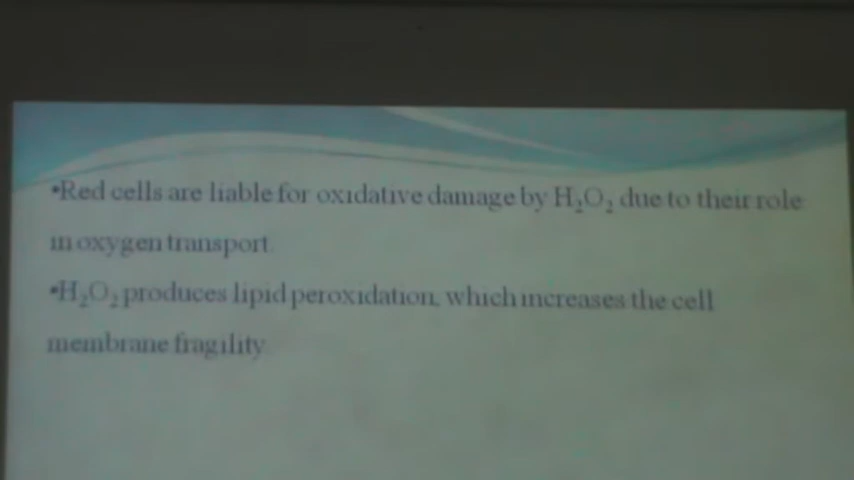 •Red cells are liable for oxidative damage by H₂O₂ due to their role
in oxygen transport.
•H₂O₂ produces lipid peroxidation, which increases the cell
membrane fragility.